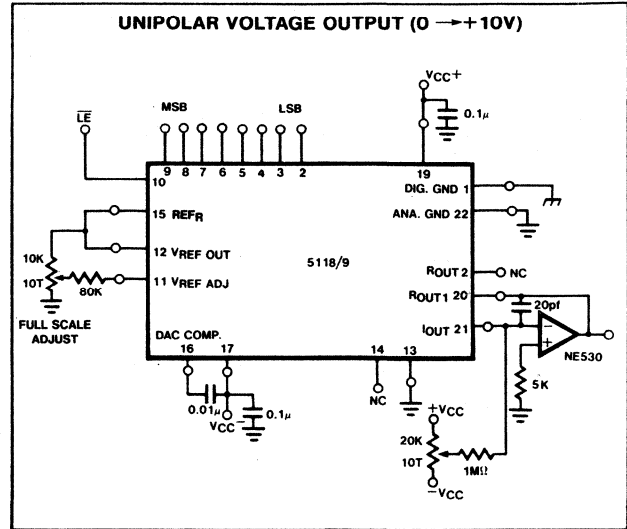 UNIPOLAR VOLTAGE OUTPUT (0 →+10V)
VCC+
LE
MSB
LSB
0.1µ
9 8 7 6 5 4 3 2
19
10
DIG. GND 1
15 REFR
ANA. GND 22
12 VREF OUT
5118/9
10K
10T
80K
11 VREF ADJ
ROUT2
NC
ROUT1 20
20pf
FULL SCALE
ADJUST
IOUT 21
−
+
NE530
DAC COMP.
16
17
14
13
5K
0.01µ
0.1µ
VCC−
NC
+VCC
20K
10T
1MΩ
−VCC